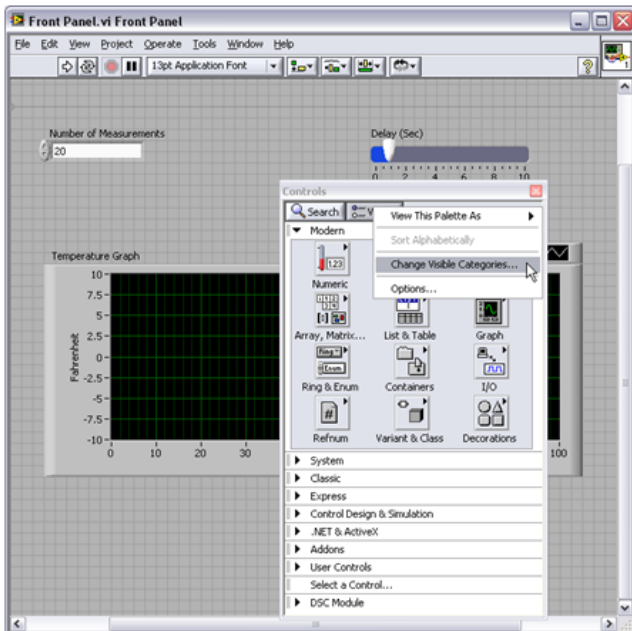 Front Panel.vi Front Panel
File Edit View Project Operate Tools Window Help
13pt Application Font
Number of Measurements
20
Delay (Sec)
0 2 4 6 8 10
Controls
Search
View This Palette As
Sort Alphabetically
Change Visible Categories...
Options...
Modern
1.23
Numeric
Array, Matrix...
List & Table
Graph
Ring
Enum
Ring & Enum
Containers
I/O
#
Refnum
Variant & Class
Decorations
System
Classic
Express
Control Design & Simulation
.NET & ActiveX
Addons
User Controls
Select a Control...
DSC Module
Temperature Graph
Fahrenheit
10
7.5
5
2.5
0
-2.5
-5
-7.5
-10
0 10 20 30 100